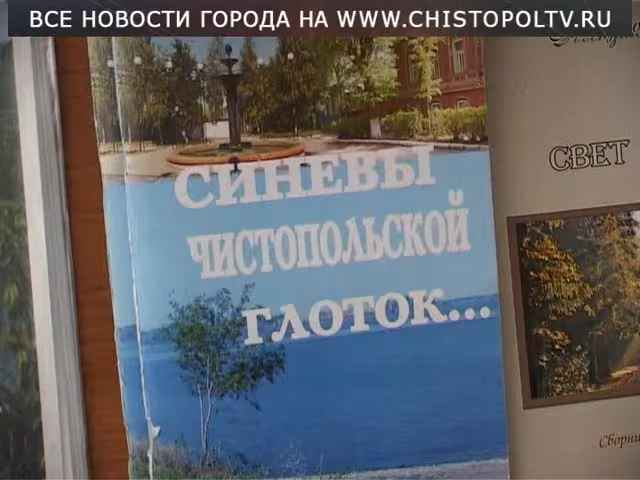 ВСЕ НОВОСТИ ГОРОДА НА WWW.CHISTOPOLTV.RU
СИНЕВЫ
ЧИСТОПОЛЬСКОЙ
ГЛОТОК...
СВЕТ